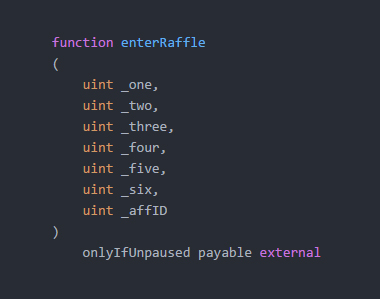 function enterRaffle
(
    uint _one,
    uint _two,
    uint _three,
    uint _four,
    uint _five,
    uint _six,
    uint _affID
)
    onlyIfUnpaused payable external